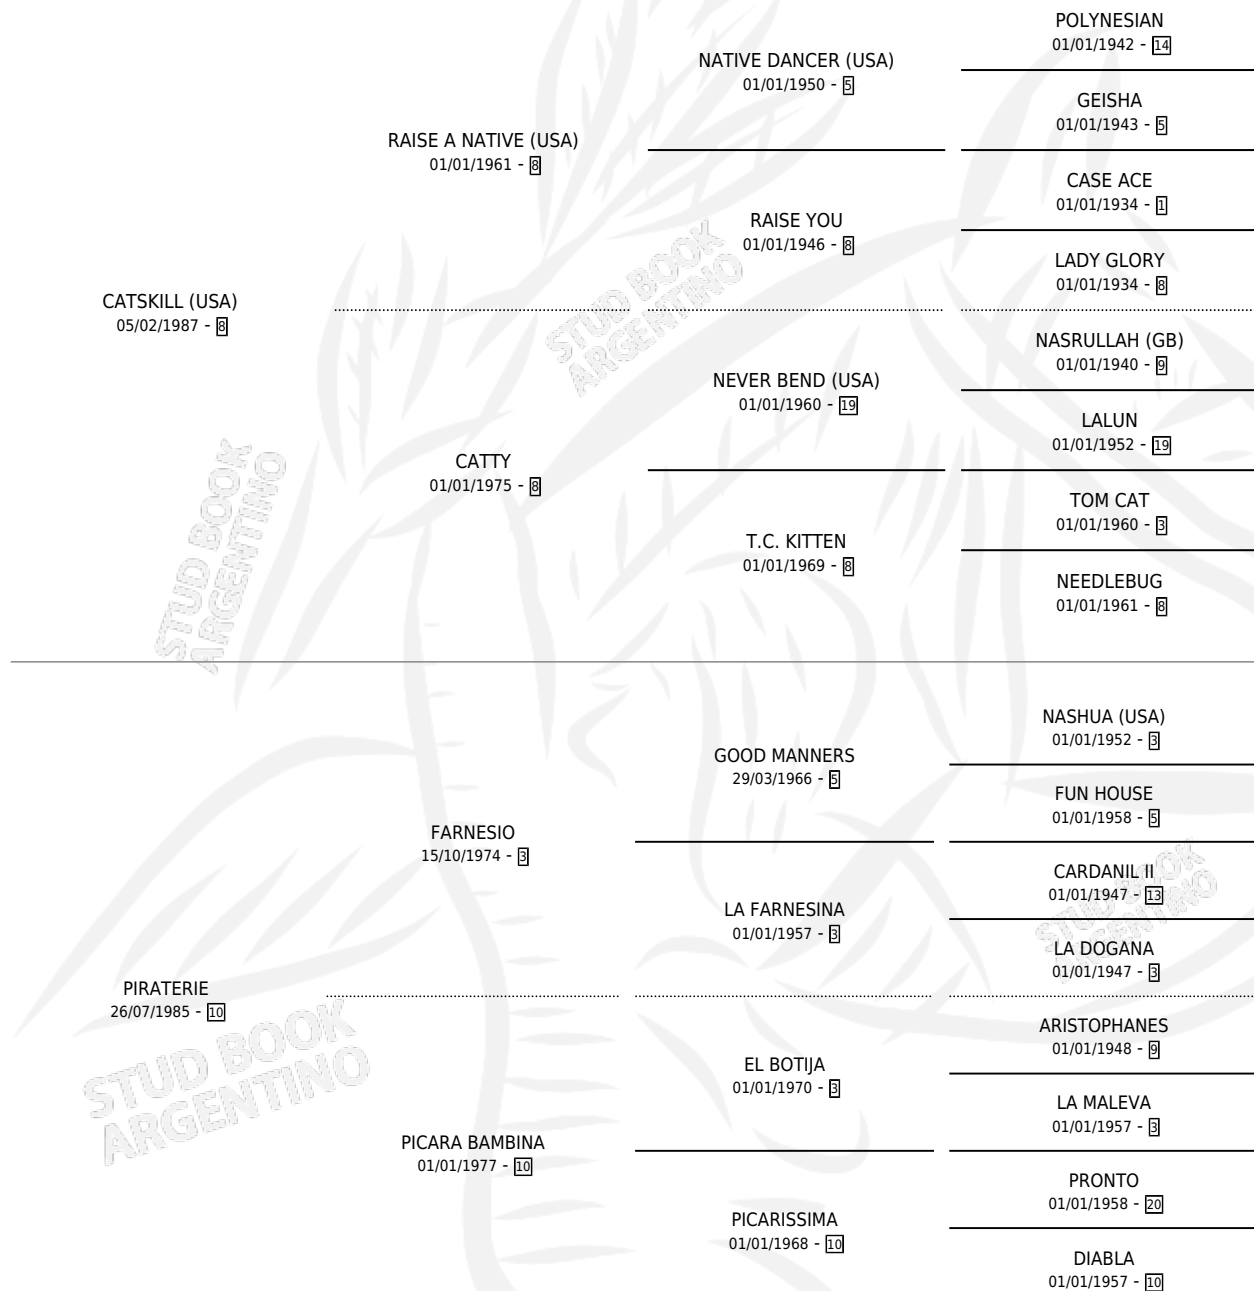 CATSKILL (USA)
05/02/1987 - 8
RAISE A NATIVE (USA)
01/01/1961 - 8
CATTY
01/01/1975 - 8
NATIVE DANCER (USA)
01/01/1950 - 5
RAISE YOU
01/01/1946 - 8
NEVER BEND (USA)
01/01/1960 - 19
T.C. KITTEN
01/01/1969 - 8
POLYNESIAN
01/01/1942 - 14
GEISHA
01/01/1943 - 5
CASE ACE
01/01/1934 - 1
LADY GLORY
01/01/1934 - 8
NASRULLAH (GB)
01/01/1940 - 9
LALUN
01/01/1952 - 19
TOM CAT
01/01/1960 - 3
NEEDLEBUG
01/01/1961 - 8
PIRATERIE
26/07/1985 - 10
FARNESIO
15/10/1974 - 3
PICARA BAMBINA
01/01/1977 - 10
GOOD MANNERS
29/03/1966 - 5
LA FARNESINA
01/01/1957 - 3
EL BOTIJA
01/01/1970 - 3
PICARISSIMA
01/01/1968 - 10
NASHUA (USA)
01/01/1952 - 3
FUN HOUSE
01/01/1958 - 5
CARDANIL II
01/01/1947 - 13
LA DOGANA
01/01/1947 - 3
ARISTOPHANES
01/01/1948 - 9
LA MALEVA
01/01/1957 - 3
PRONTO
01/01/1958 - 20
DIABLA
01/01/1957 - 10
STUD BOOK
ARGENTINO
STUD BOOK
ARGENTINO
STUD BOOK
ARGENTINO
STUD BOOK
ARGENTINO